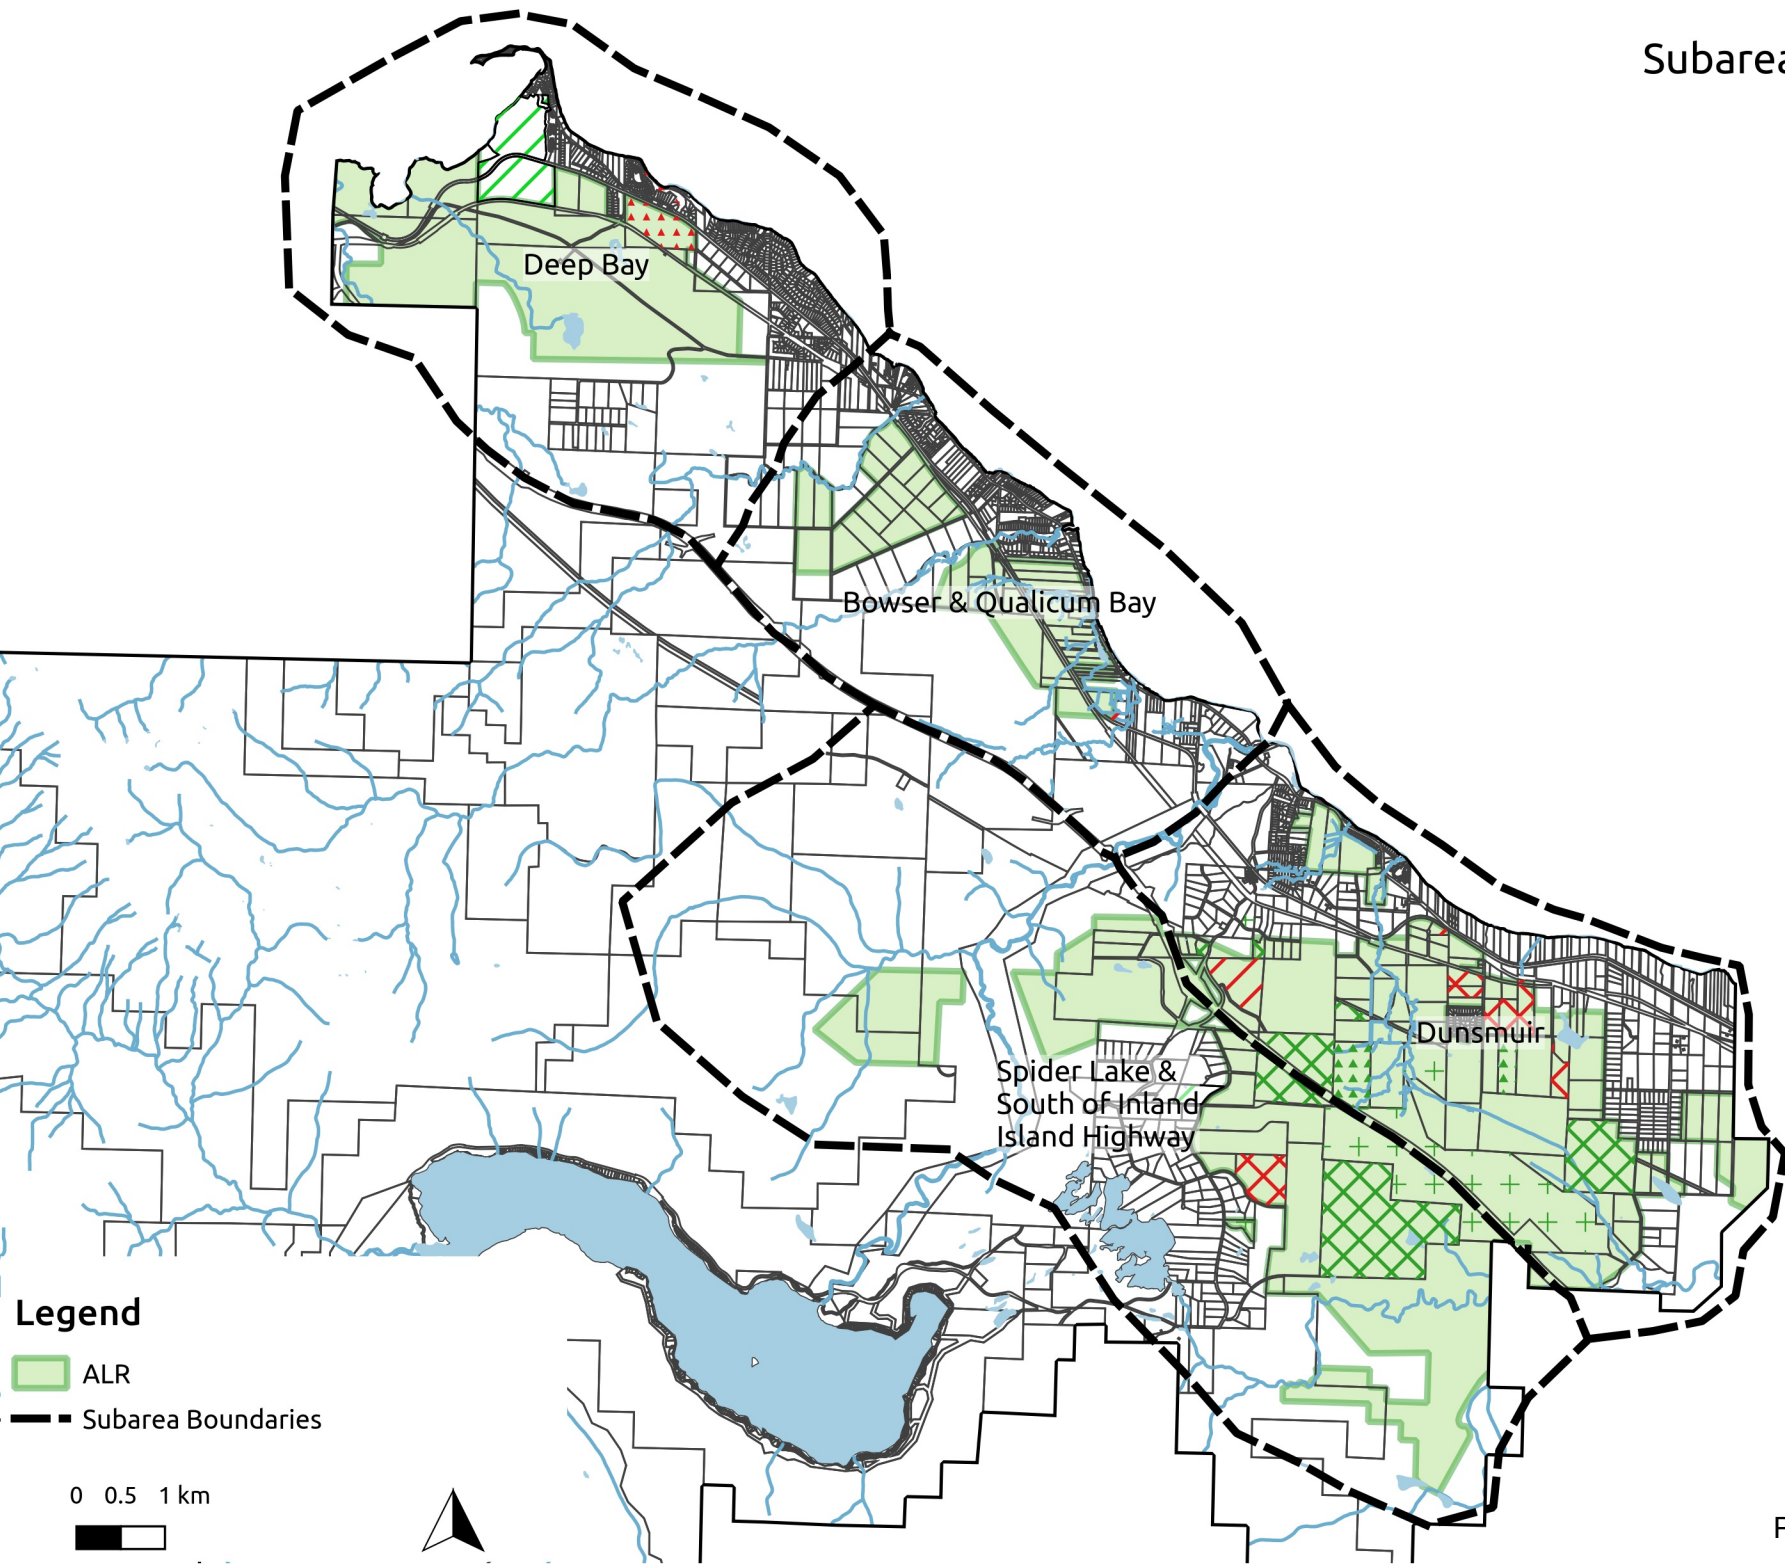 Subarea
Deep Bay
Bowser & Qualicum Bay
Dunsmuir
Spider Lake &
South of Inland
Island Highway
Legend
ALR
Subarea Boundaries
0 0.5 1 km
F